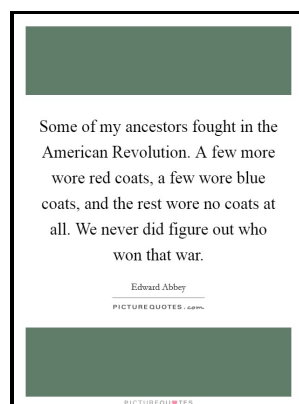 Some of my ancestors fought in the
American Revolution. A few more
wore red coats, a few wore blue
coats, and the rest wore no coats at
all. We never did figure out who
won that war.
Edward Abbey
PICTUREQUOTES.com
PICTUREQUOTES